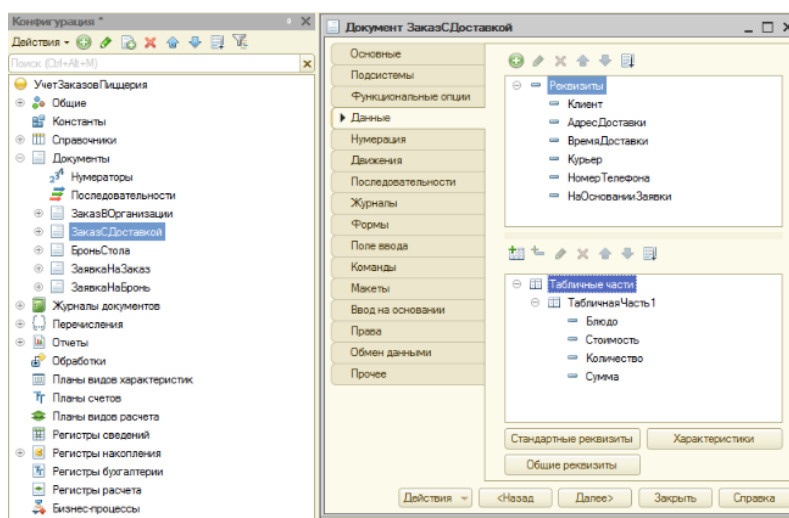 Конфигурация *
Действия
Поиск (Ctrl+Alt+M)
УчетЗаказовПиццерия
Общие
Константы
Справочники
Документы
Нумераторы
Последовательности
ЗаказВОрганизации
ЗаказСДоставкой
БроньСтола
ЗаявкаНаЗаказ
ЗаявкаНаБронь
Журналы документов
Перечисления
Отчеты
Обработки
Планы видов характеристик
Планы счетов
Планы видов расчета
Регистры сведений
Регистры накопления
Регистры бухгалтерии
Регистры расчета
Бизнес-процессы
Документ ЗаказСДоставкой
Основные
Подсистемы
Функциональные опции
Данные
Нумерация
Движения
Последовательности
Журналы
Формы
Поле ввода
Команды
Макеты
Ввод на основании
Права
Обмен данными
Прочее
Реквизиты
Клиент
АдресДоставки
ВремяДоставки
Курьер
НомерТелефона
НаОснованииЗаявки
Табличные части
ТабличнаяЧасть1
Блюдо
Стоимость
Количество
Сумма
Стандартные реквизиты
Характеристики
Общие реквизиты
Действия
<Назад
Далее>
Закрыть
Справка